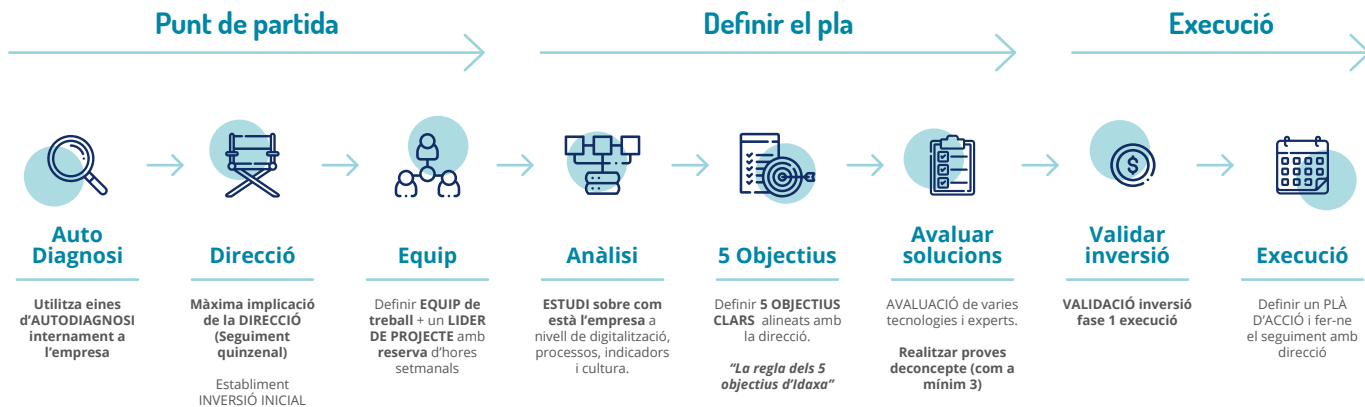 Punt de partida
Definir el pla
Execució
Auto
Diagnosi
Utilitza eines
d'AUTODIAGNOSI
internament a
l'empresa
Direcció
Màxima implicació
de la DIRECCIÓ
(Seguiment
quinzenal)
Establiment
INVERSIÓ INICIAL
Equip
Definir EQUIP de
treball + un LIDER
DE PROJECTE amb
reserva d'hores
setmanals
Anàlisi
ESTUDI sobre com
està l'empresa a
nivell de digitalització,
processos, indicadors
i cultura.
5 Objectius
Definir 5 OBJECTIUS
CLARS alineats amb
la direcció.
"La regla dels 5
objectius d'Idaxa"
Avaluar
solucions
AVALUACIÓ de varies
tecnologies i experts.
Realitzar proves
deconcepte (com a
mínim 3)
$
Validar
inversió
VALIDACIÓ inversió
fase 1 execució
Execució
Definir un PLÀ
D'ACCIÓ i fer-ne
el seguiment amb
direcció